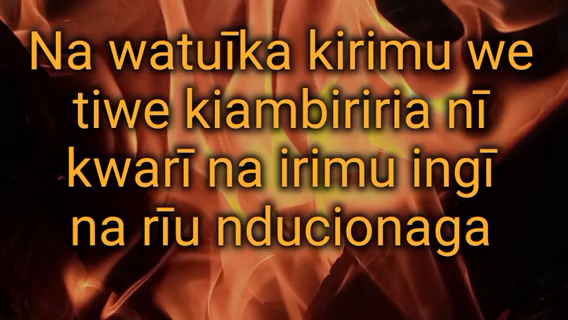 Na watuīka kirimu we
tiwe kiambiriria nī
kwarī na irimu ingī
na rīu nducionaga